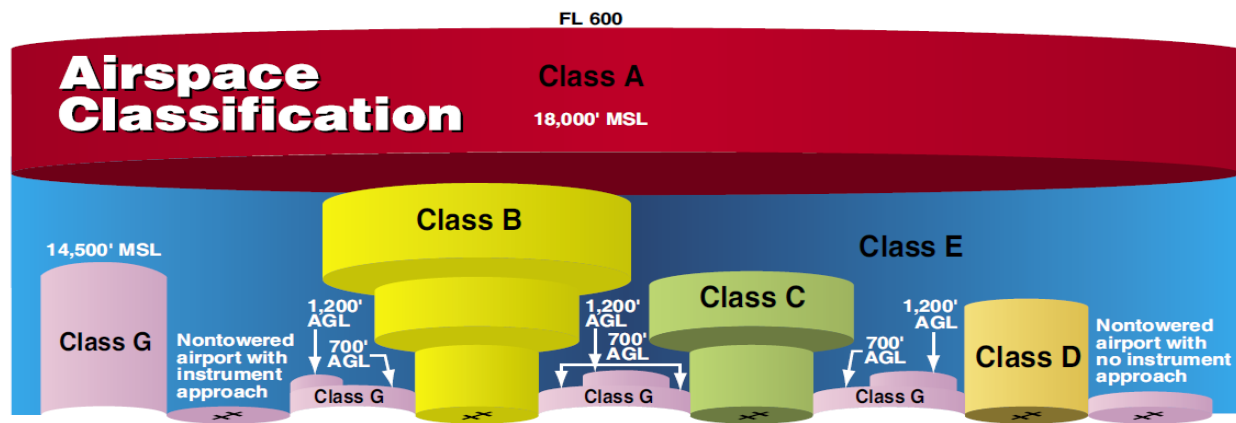 FL 600
Airspace
Classification
Class A
18,000' MSL
Class B
14,500' MSL
Class E
Class C
1,200'
AGL
1,200'
AGL
1,200'
AGL
Class G
Nontowered
airport with
instrument
approach
700'
AGL
700'
AGL
700'
AGL
Class D
Nontowered
airport with
no instrument
approach
Class G
Class G
Class G